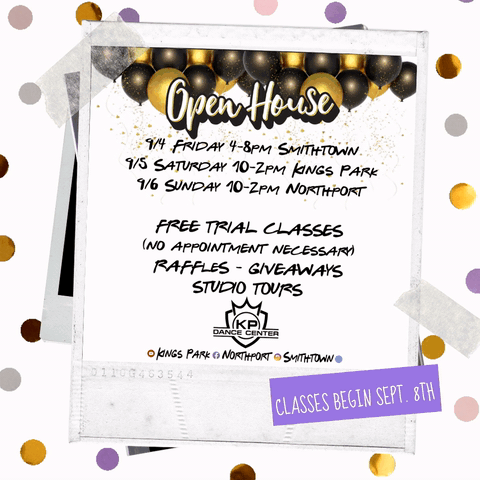 Open House
9/4 Friday 4-8pm Smithtown
9/5 Saturday 10-2pm Kings Park
9/6 Sunday 10-2pm Northport
FREE TRIAL CLASSES
(NO APPOINTMENT NECESSARY)
RAFFLES - GIVEAWAYS
STUDIO TOURS
KP
DANCE CENTER
Kings Park Northport Smithtown
CLASSES BEGIN SEPT. 8TH